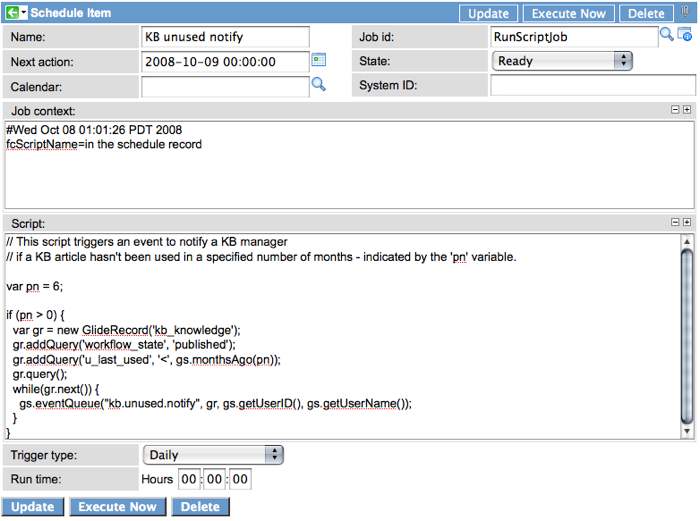 Schedule Item Update Execute Now Delete
Name: KB unused notify Job id: RunScriptJob
Next action: 2008-10-09 00:00:00 State: Ready
Calendar: System ID:
Job context:
#Wed Oct 08 01:01:26 PDT 2008
fcScriptName=in the schedule record
Script:
// This script triggers an event to notify a KB manager
// if a KB article hasn't been used in a specified number of months - indicated by the 'pn' variable.
var pn = 6;
if (pn > 0) {
var gr = new GlideRecord('kb_knowledge');
gr.addQuery('workflow_state', 'published');
gr.addQuery('u_last_used', '<', gs.monthsAgo(pn));
gr.query();
while(gr.next()) {
gs.eventQueue("kb.unused.notify", gr, gs.getUserID(), gs.getUserName());
}
}
Trigger type: Daily
Run time: Hours 00:00:00
Update Execute Now Delete